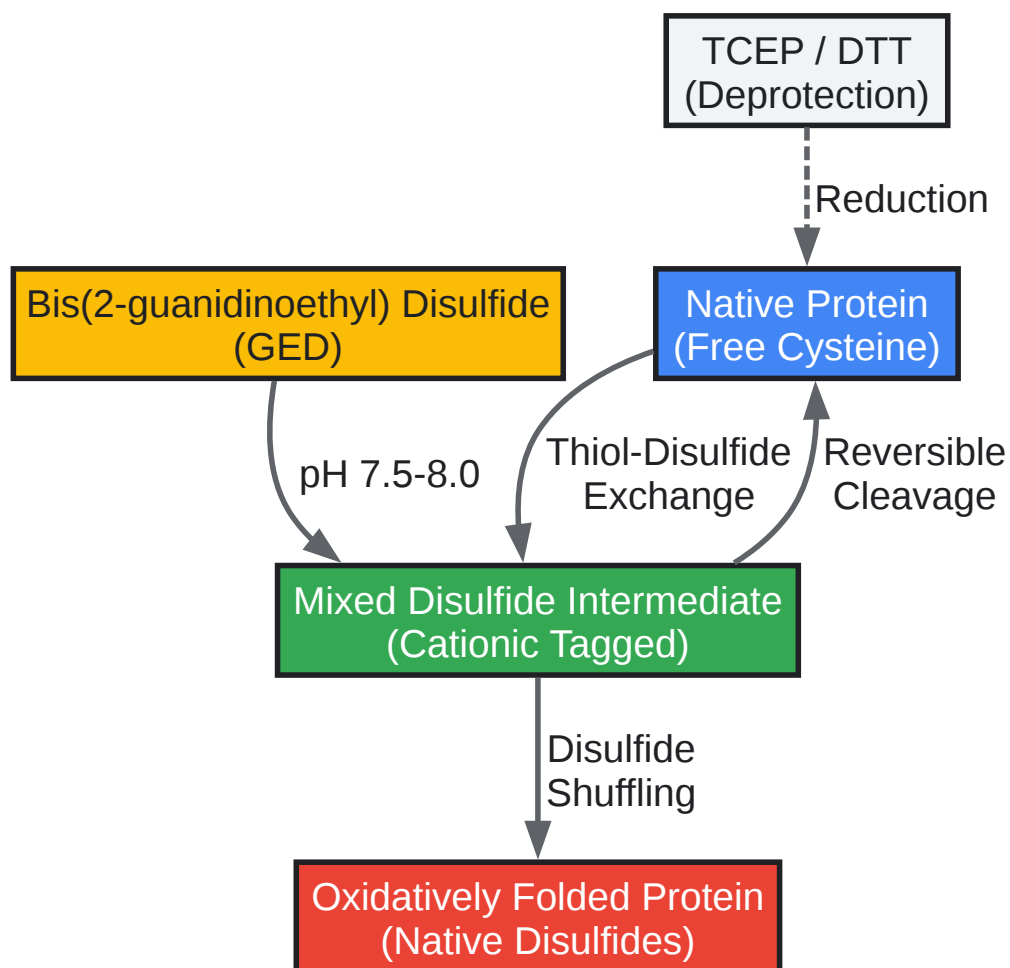 TCEP / DTT
(Deprotection)
Reduction
Bis(2-guanidinoethyl) Disulfide
(GED)
Native Protein
(Free Cysteine)
pH 7.5-8.0
Thiol-Disulfide
Exchange
Reversible
Cleavage
Mixed Disulfide Intermediate
(Cationic Tagged)
Disulfide
Shuffling
Oxidatively Folded Protein
(Native Disulfides)